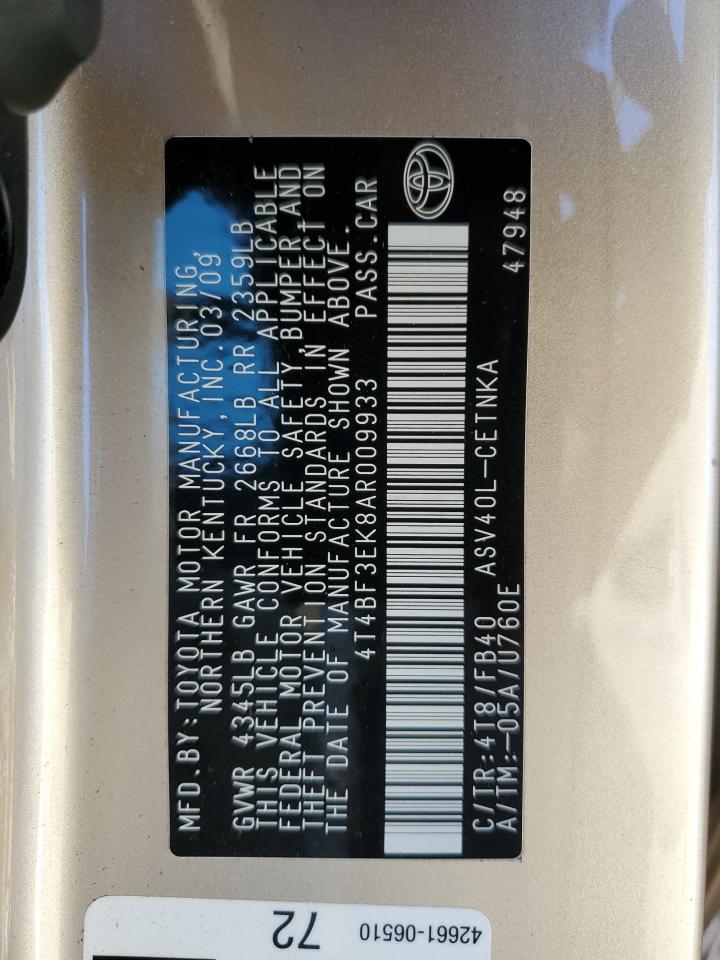 MFD.BY:TOYOTA MOTOR MANUFACTURING,
NORTHERN KENTUCKY, INC. 03/09
GVWR 4345LB GAWR FR 2668LB RR 2359LB
THIS VEHICLE CONFORMS TO ALL APPLICABLE
FEDERAL MOTOR VEHICLE SAFETY, BUMPER, AND
THEFT PREVENTION STANDARDS IN EFFECT ON
THE DATE OF MANUFACTURE SHOWN ABOVE.
4T4BF3EK8AR009933 PASS.CAR
C/TR:4T8/FB40 ASV40L-CETNKA 47948
A/TM:-05A/U760E
42661-06510
72